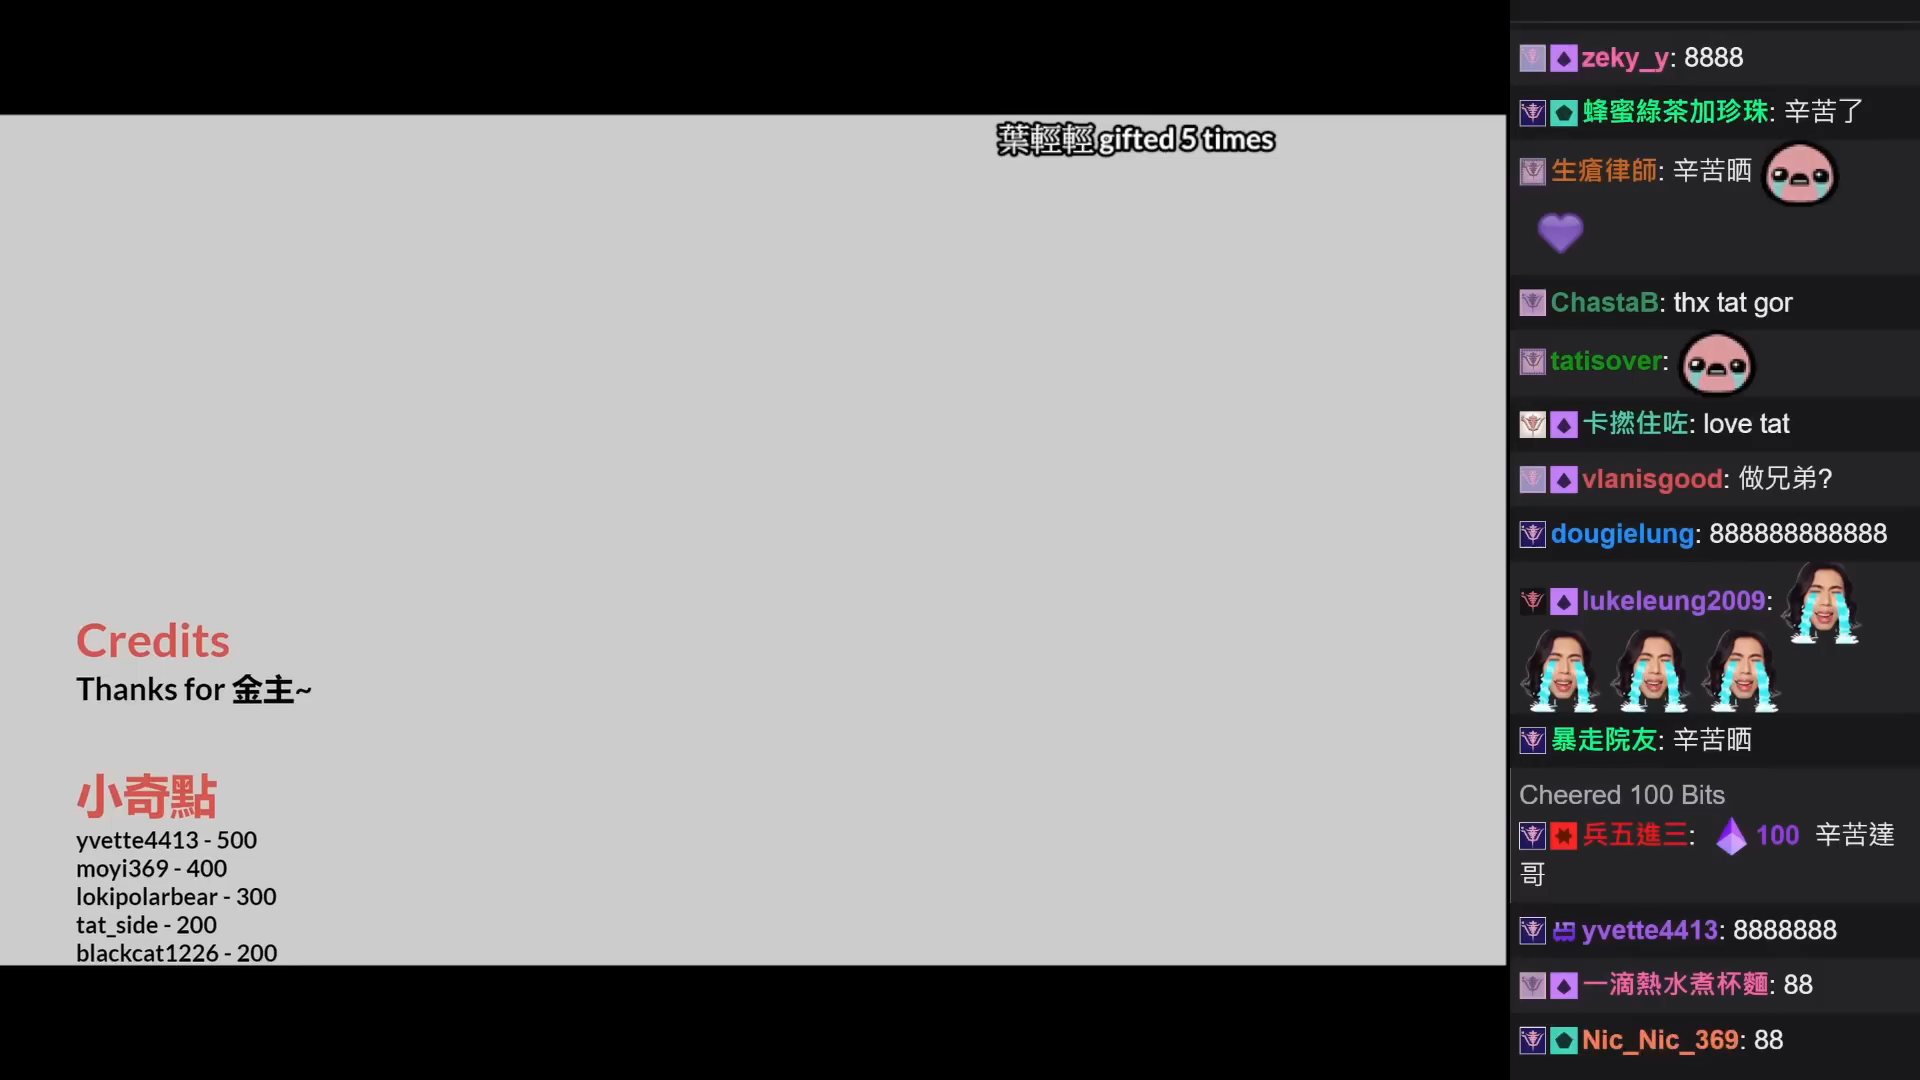 葉輕輕 gifted 5 times
Credits
Thanks for 金主~
小奇點
yvette4413 - 500
moyi369 - 400
lokipolarbear - 300
tat_side - 200
blackcat1226 - 200
zeky_y: 8888
蜂蜜綠茶加珍珠: 辛苦了
生瘡律師: 辛苦晒
ChastaB: thx tat gor
tatisover:
卡撚住咗: love tat
vlanisgood: 做兄弟?
dougielung: 888888888888
lukeleung2009:
暴走院友: 辛苦晒
Cheered 100 Bits
兵五進三: 100 辛苦達
哥
yvette4413: 8888888
一滴熱水煮杯麵: 88
Nic_Nic_369: 88